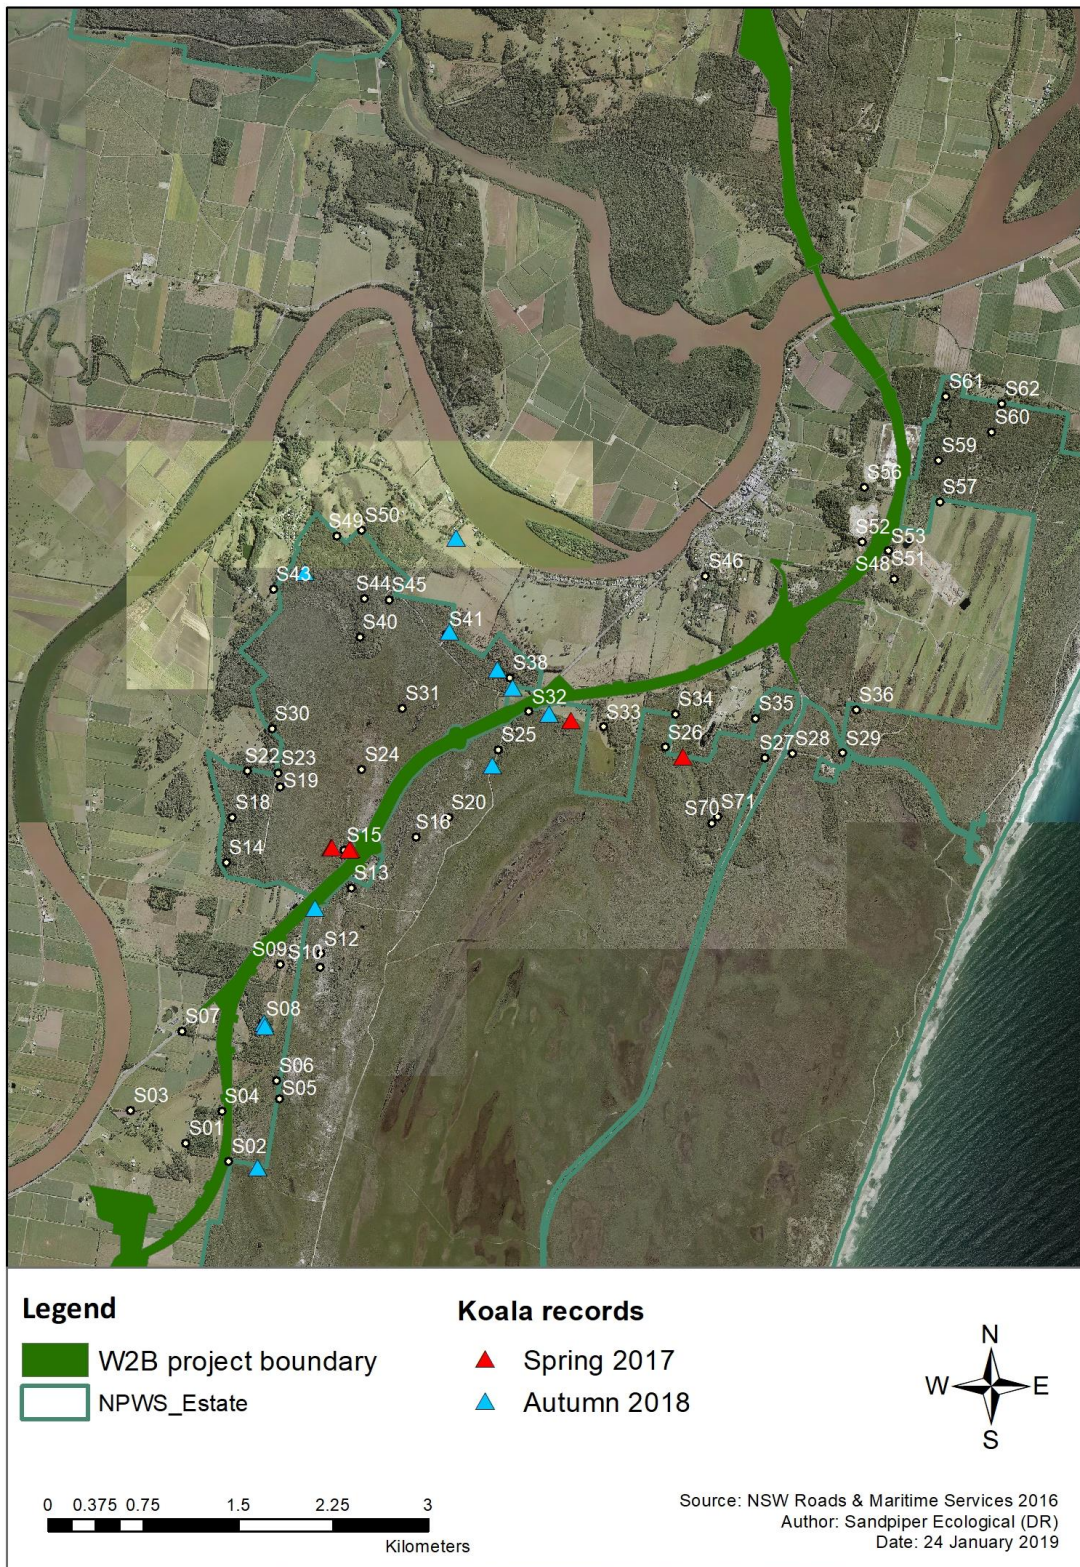 S61
S62
S60
S59
S56
S57
S49
S50
S52
S53
S48
S51
S43
S44
S45
S46
S41
S40
S38
S31
S32
S34
S35
S36
S30
S33
S25
S26
S22
S23
S24
S27
S28
S29
S19
S18
S20
S16
S70
S71
S15
S14
S13
S12
S09
S10
S08
S07
S06
S05
S03
S04
S01
S02
Legend
W2B project boundary
NPWS_Estate
Koala records
Spring 2017
Autumn 2018
N
W
E
S
0 0.375 0.75 1.5 2.25 3
Kilometers
Source: NSW Roads & Maritime Services 2016
Author: Sandpiper Ecological (DR)
Date: 24 January 2019